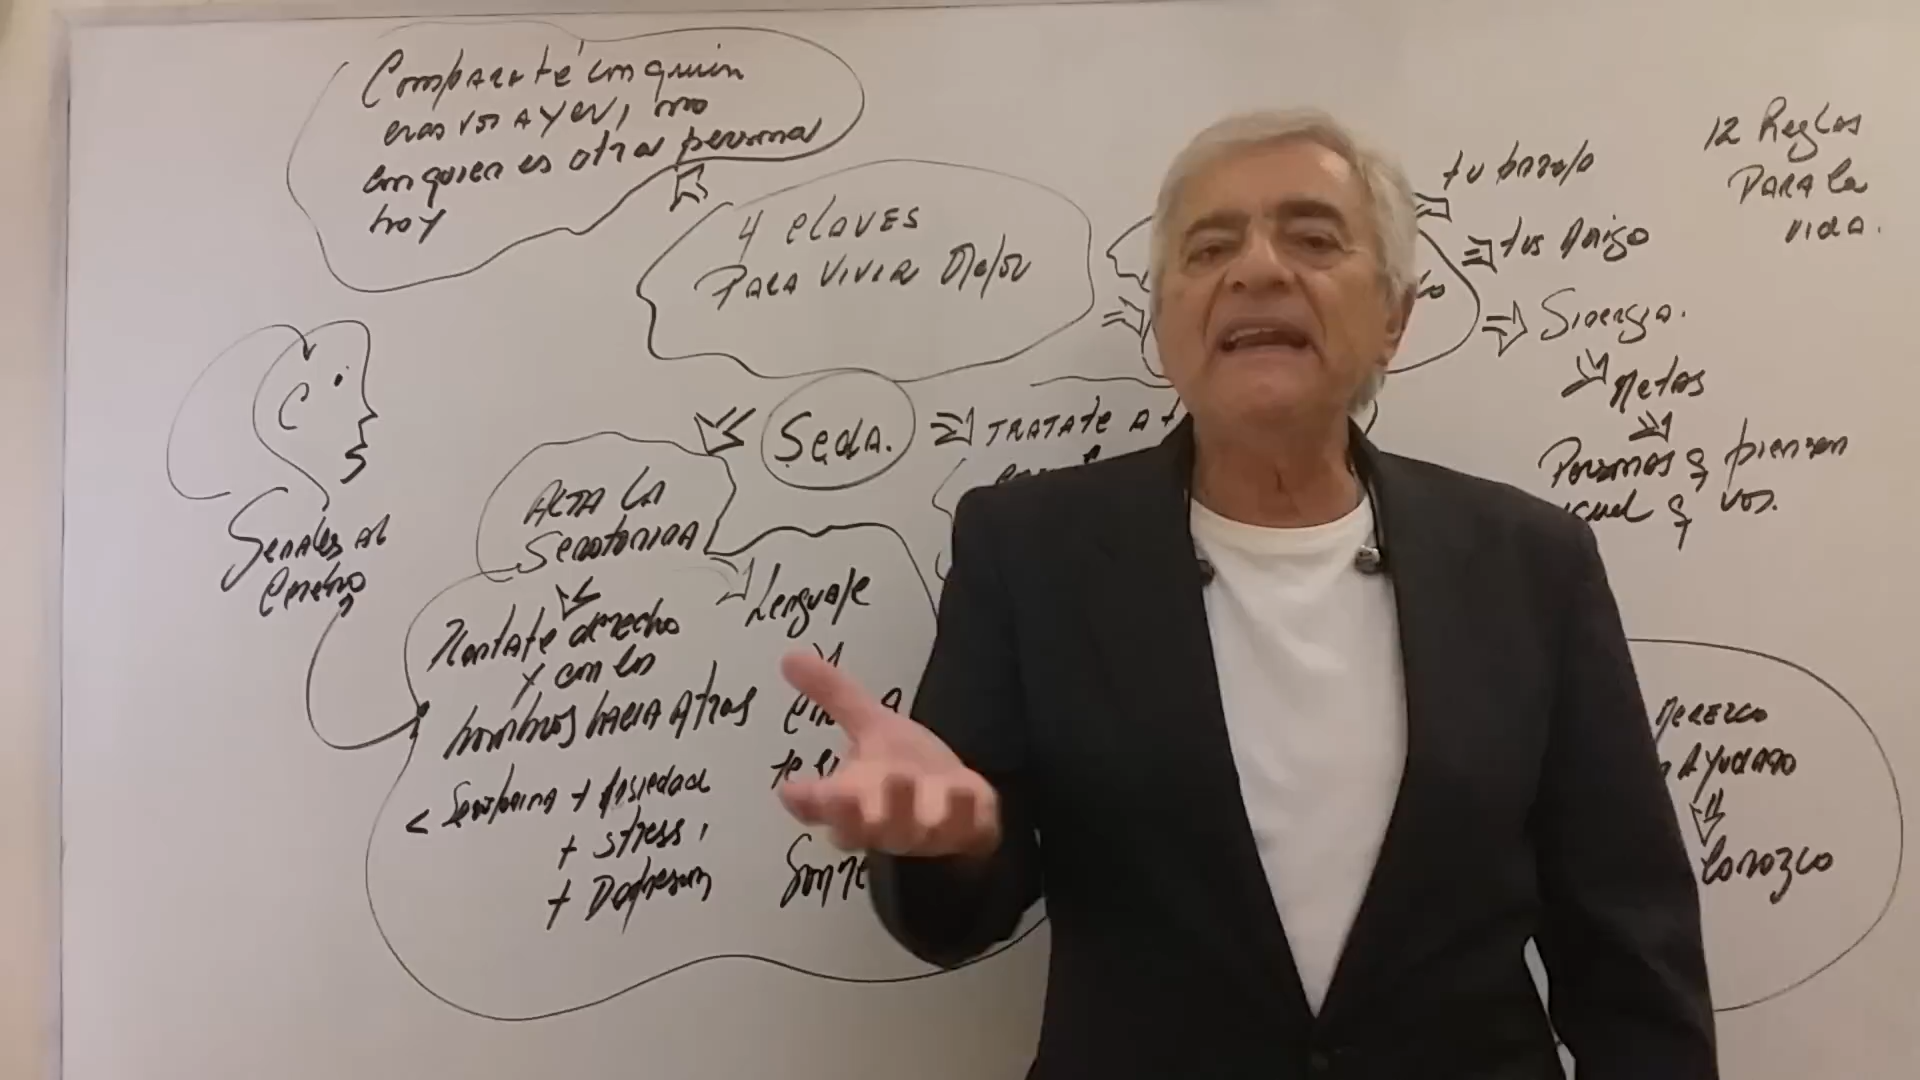 Comparate con quien
eras vos ayer, no
con quien es otra persona
hoy
4 claves
Para vivir mejor
tu
12 Reglas
Para la
vida.
tus Amigo
Sinergia.
Metas
Personas q piensen
igual q vos.
Seda.
TRATATE A
Alta la
Serotonina
Señales al
Cerebro
Parate derecho
y con los
hombros hacia Atras
< Serotonina + Ansiedad
+ stress,
+ Depresion
Lenguaje
te
Merezco
Ayudado
Conozco